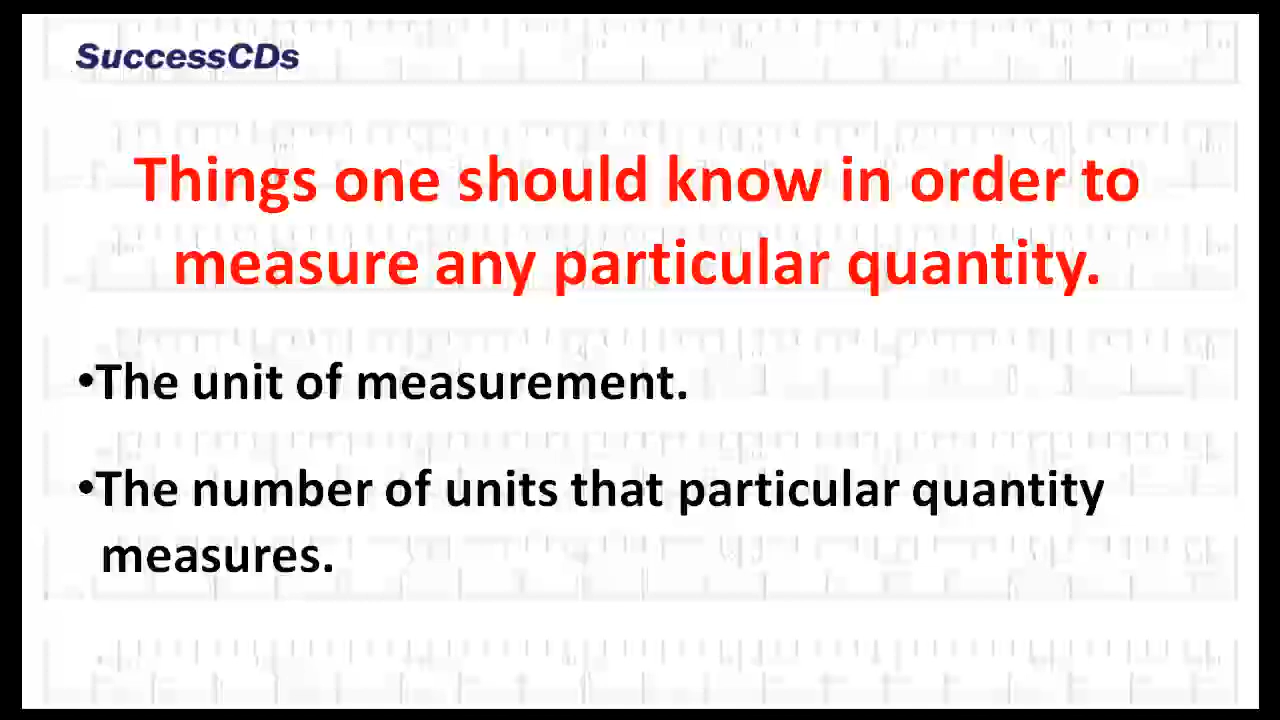 SuccessCDs
Things one should know in order to
measure any particular quantity.
•The unit of measurement.
•The number of units that particular quantity
measures.